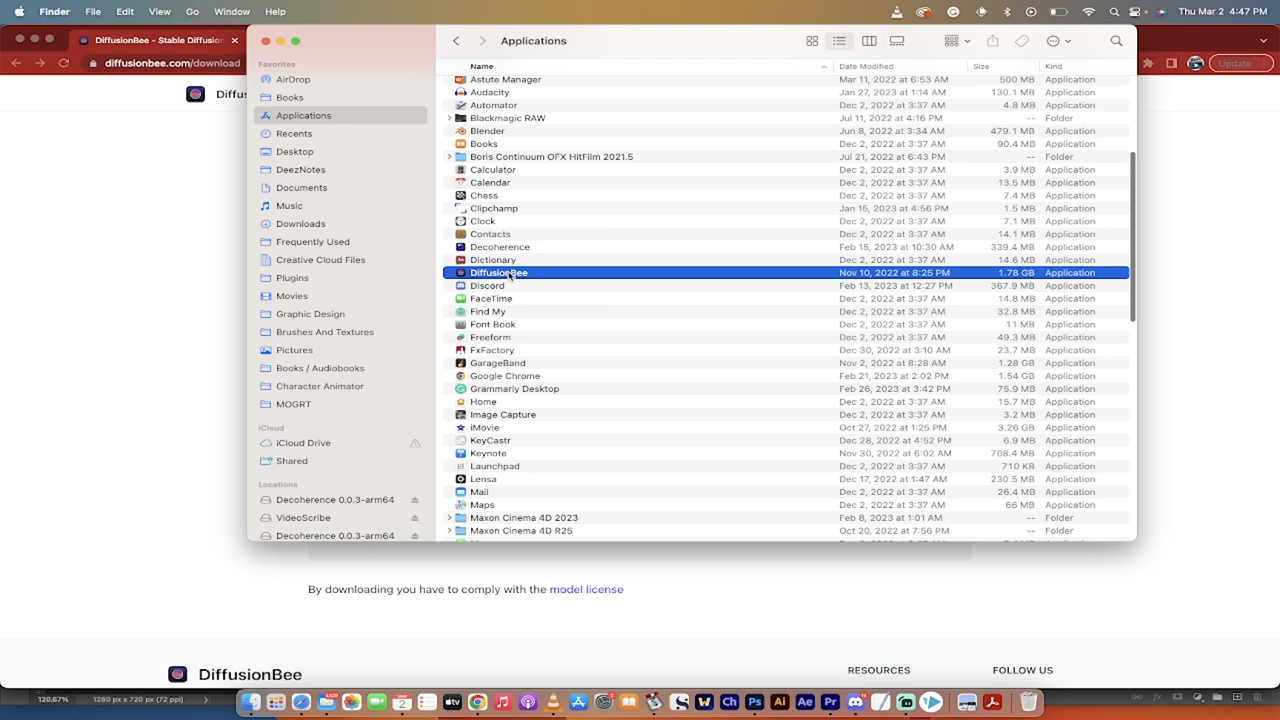 Finder File Edit View Go Window Help Thu Mar 2 4:47 PM
DiffusionBee - Stable Diffusion
diffusionbee.com/download Update
Applications
Favorites
AirDrop
Books
Applications
Recents
Desktop
DeezNotes
Documents
Music
Downloads
Frequently Used
Creative Cloud Files
Plugins
Movies
Graphic Design
Brushes And Textures
Pictures
Books / Audiobooks
Character Animator
MOGRT
iCloud
iCloud Drive
Shared
Locations
Decoherence 0.0.3-arm64
VideoScribe
Decoherence 0.0.3-arm64
Name Date Modified Size Kind
Astute Manager Mar 11, 2022 at 6:53 AM 500 MB Application
Audacity Jan 27, 2023 at 1:14 AM 130.1 MB Application
Automator Dec 2, 2022 at 3:37 AM 4.8 MB Application
Blackmagic RAW Jul 11, 2022 at 4:16 PM -- Folder
Blender Jun 8, 2022 at 3:34 AM 479.1 MB Application
Books Dec 2, 2022 at 3:37 AM 90.4 MB Application
Boris Continuum OFX HitFilm 2021.5 Jul 21, 2022 at 6:43 PM -- Folder
Calculator Dec 2, 2022 at 3:37 AM 3.9 MB Application
Calendar Dec 2, 2022 at 3:37 AM 13.5 MB Application
Chess Dec 2, 2022 at 3:37 AM 7.4 MB Application
Clipchamp Jan 15, 2023 at 4:56 PM 1.5 MB Application
Clock Dec 2, 2022 at 3:37 AM 7.1 MB Application
Contacts Dec 2, 2022 at 3:37 AM 14.1 MB Application
Decoherence Feb 15, 2023 at 10:30 AM 339.4 MB Application
Dictionary Dec 2, 2022 at 3:37 AM 14.6 MB Application
DiffusionBee Nov 10, 2022 at 8:25 PM 1.78 GB Application
Discord Feb 13, 2023 at 12:27 PM 367.9 MB Application
FaceTime Dec 2, 2022 at 3:37 AM 14.8 MB Application
Find My Dec 2, 2022 at 3:37 AM 32.8 MB Application
Font Book Dec 2, 2022 at 3:37 AM 11 MB Application
Freeform Dec 2, 2022 at 3:37 AM 49.3 MB Application
FxFactory Dec 30, 2022 at 3:10 AM 23.7 MB Application
GarageBand Nov 2, 2022 at 8:28 AM 1.28 GB Application
Google Chrome Feb 21, 2023 at 2:02 PM 1.54 GB Application
Grammarly Desktop Feb 26, 2023 at 3:42 PM 75.9 MB Application
Home Dec 2, 2022 at 3:37 AM 15.7 MB Application
Image Capture Dec 2, 2022 at 3:37 AM 3.2 MB Application
iMovie Oct 27, 2022 at 1:25 PM 3.26 GB Application
KeyCastr Dec 28, 2022 at 4:52 PM 6.9 MB Application
Keynote Nov 30, 2022 at 6:02 AM 708.4 MB Application
Launchpad Dec 2, 2022 at 3:37 AM 710 KB Application
Lensa Dec 17, 2022 at 1:47 AM 230.5 MB Application
Mail Dec 2, 2022 at 3:37 AM 26.4 MB Application
Maps Dec 2, 2022 at 3:37 AM 66 MB Application
Maxon Cinema 4D 2023 Feb 8, 2023 at 1:01 AM -- Folder
Maxon Cinema 4D R25 Oct 20, 2022 at 7:56 PM -- Folder
By downloading you have to comply with the model license
DiffusionBee RESOURCES FOLLOW US
120.67% 1280 px x 720 px (72 ppi)